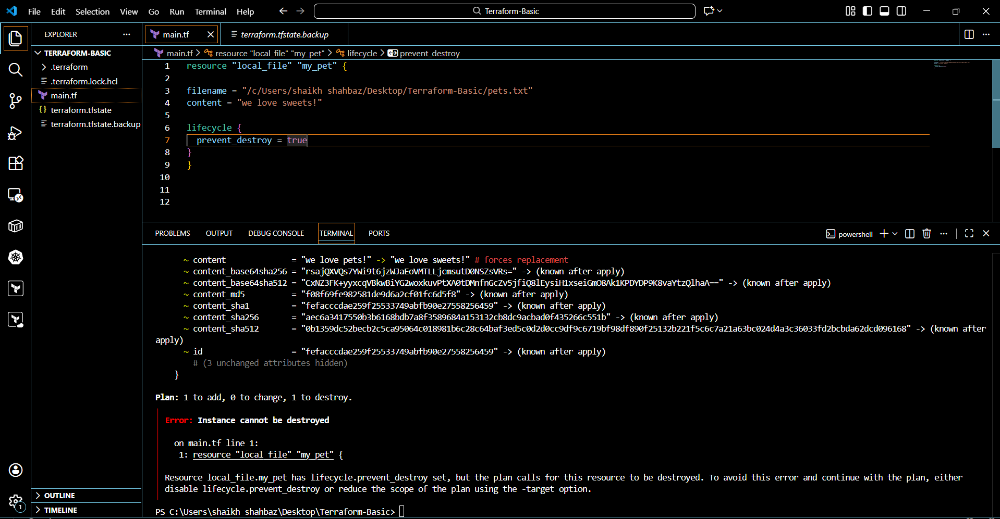 File Edit Selection View Go Run Terminal Help
Terraform-Basic
EXPLORER
main.tf
terraform.tfstate.backup
TERRAFORM-BASIC
.terraform
.terraform.lock.hcl
main.tf
terraform.tfstate
terraform.tfstate.backup
OUTLINE
TIMELINE
1
main.tf > resource "local_file" "my_pet" > lifecycle > prevent_destroy
1 resource "local_file" "my_pet" {
2
3 filename = "/c/Users/shaikh shahbaz/Desktop/Terraform-Basic/pets.txt"
4 content = "we love sweets!"
5
6 lifecycle {
7 prevent_destroy = true
8 }
9 }
10
11
12
PROBLEMS OUTPUT DEBUG CONSOLE TERMINAL PORTS
powershell
~ content = "we love pets!" -> "we love sweets!" # forces replacement
~ content_base64sha256 = "rsajQXVQs7YWi9t6jzWJaEoVMTLLjcmsutD0NSZsVRs=" -> (known after apply)
~ content_base64sha512 = "CxNZ3FK+yyxcqVBkwBiYG2woxkuvPtXA0tDMnfnGcZv5jfiQ8lEysiH1xseiGmO8Ak1KPDYDP9K8vaYtzQlhaA==" -> (known after apply)
~ content_md5 = "f08f69fe982581de9d6a2cf01fc6d5f8" -> (known after apply)
~ content_sha1 = "fefacccdae259f25533749abfb90e27558256459" -> (known after apply)
~ content_sha256 = "aec6a3417550b3b6168bdb7a8f3589684a153132cb8dc9acbad0f435266c551b" -> (known after apply)
~ content_sha512 = "0b1359dc52becb2c5ca95064c018981b6c28c64baf3ed5c0d2d0cc9df9c6719bf98df890f25132b221f5c6c7a21a63bc024d4a3c36033fd2bcbda62dcd096168" -> (known after
apply)
~ id = "fefacccdae259f25533749abfb90e27558256459" -> (known after apply)
# (3 unchanged attributes hidden)
}
Plan: 1 to add, 0 to change, 1 to destroy.
Error: Instance cannot be destroyed
on main.tf line 1:
1: resource "local_file" "my_pet" {
Resource local_file.my_pet has lifecycle.prevent_destroy set, but the plan calls for this resource to be destroyed. To avoid this error and continue with the plan, either
disable lifecycle.prevent_destroy or reduce the scope of the plan using the -target option.
PS C:\Users\shaikh shahbaz\Desktop\Terraform-Basic>